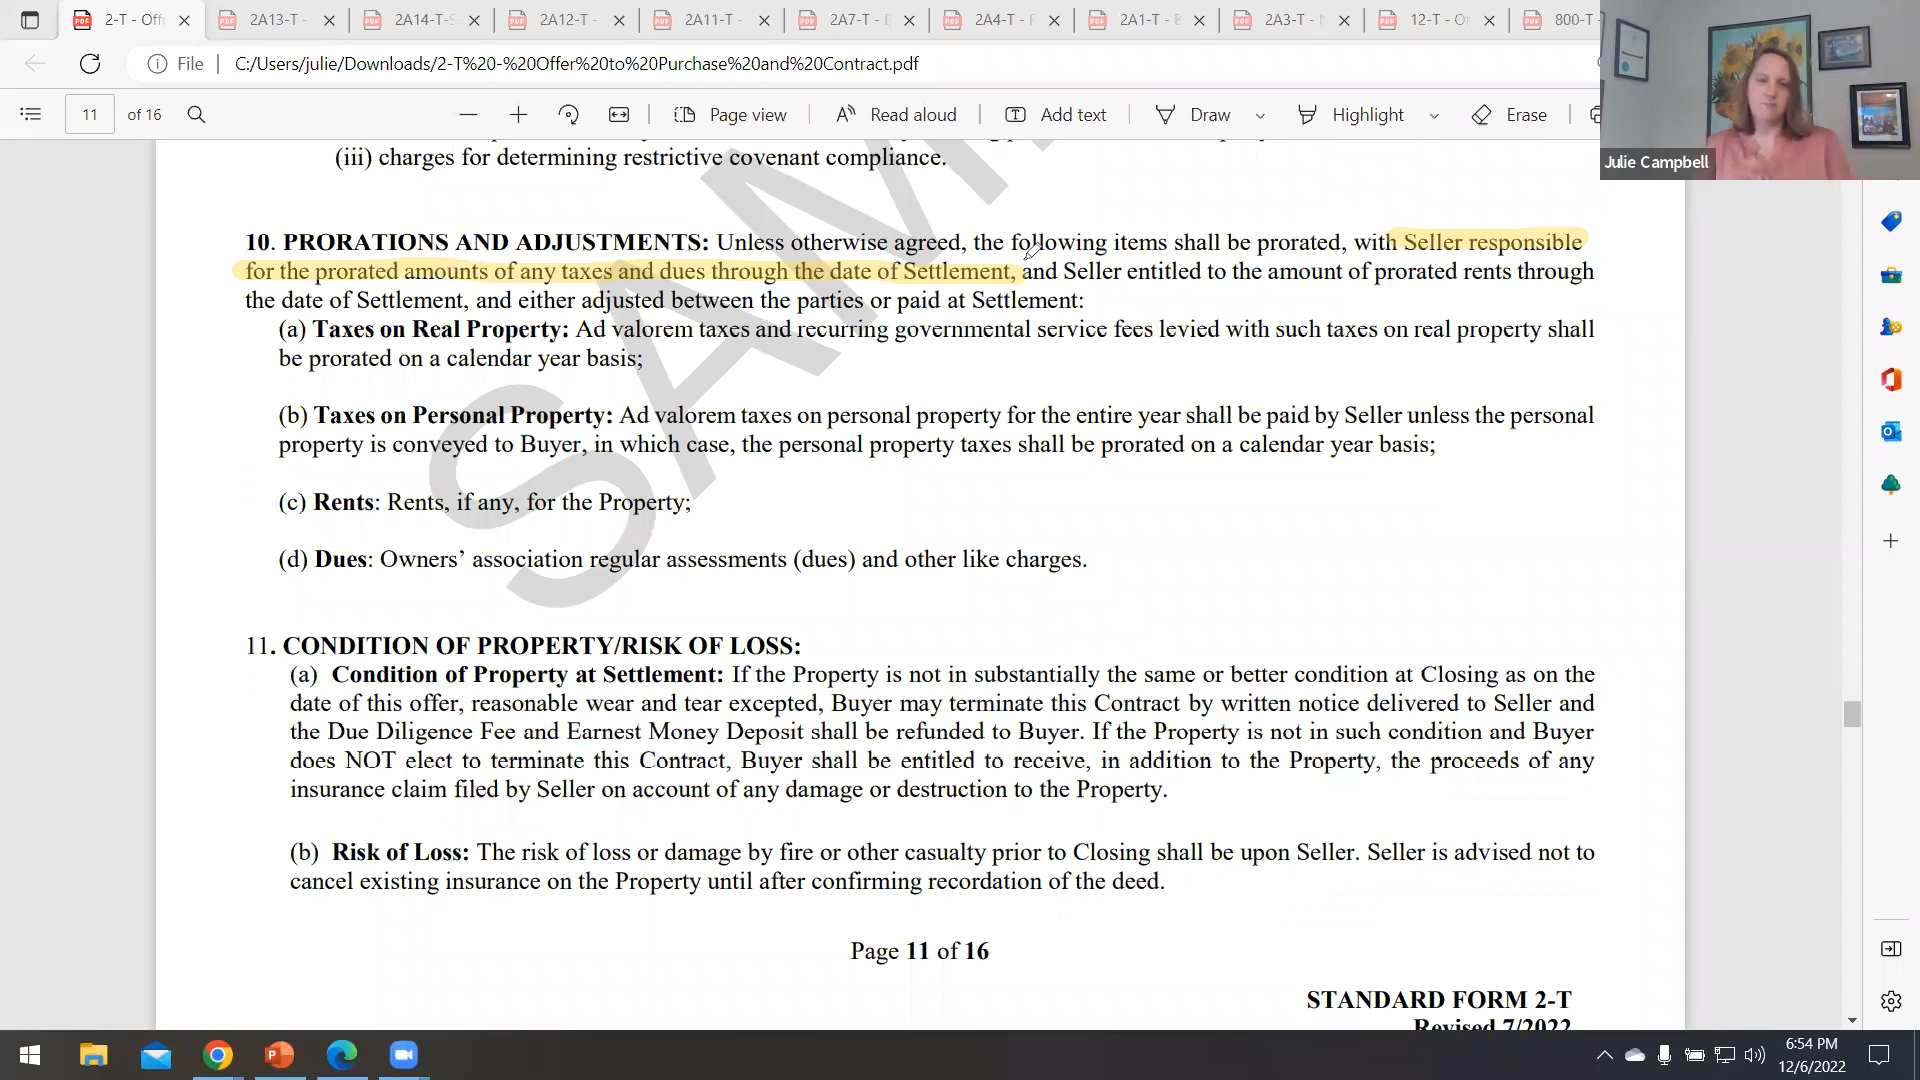 2-T - Off
2A13-T -
2A14-T-S
2A12-T -
2A11-T -
2A7-T - B
2A4-T - F
2A1-T - B
2A3-T -
12-T - O
800-T -
File
C:/Users/julie/Downloads/2-T%20-%20Offer%20to%20Purchase%20and%20Contract.pdf
11 of 16
Page view
Read aloud
Add text
Draw
Highlight
Erase
Julie Campbell
(iii) charges for determining restrictive covenant compliance.
SAM
10. PRORATIONS AND ADJUSTMENTS: Unless otherwise agreed, the following items shall be prorated, with Seller responsible
for the prorated amounts of any taxes and dues through the date of Settlement, and Seller entitled to the amount of prorated rents through
the date of Settlement, and either adjusted between the parties or paid at Settlement:
(a) Taxes on Real Property: Ad valorem taxes and recurring governmental service fees levied with such taxes on real property shall
be prorated on a calendar year basis;
(b) Taxes on Personal Property: Ad valorem taxes on personal property for the entire year shall be paid by Seller unless the personal
property is conveyed to Buyer, in which case, the personal property taxes shall be prorated on a calendar year basis;
(c) Rents: Rents, if any, for the Property;
(d) Dues: Owners’ association regular assessments (dues) and other like charges.
11. CONDITION OF PROPERTY/RISK OF LOSS:
(a) Condition of Property at Settlement: If the Property is not in substantially the same or better condition at Closing as on the
date of this offer, reasonable wear and tear excepted, Buyer may terminate this Contract by written notice delivered to Seller and
the Due Diligence Fee and Earnest Money Deposit shall be refunded to Buyer. If the Property is not in such condition and Buyer
does NOT elect to terminate this Contract, Buyer shall be entitled to receive, in addition to the Property, the proceeds of any
insurance claim filed by Seller on account of any damage or destruction to the Property.
(b) Risk of Loss: The risk of loss or damage by fire or other casualty prior to Closing shall be upon Seller. Seller is advised not to
cancel existing insurance on the Property until after confirming recordation of the deed.
Page 11 of 16
STANDARD FORM 2-T
Revised 7/2022
6:54 PM
12/6/2022